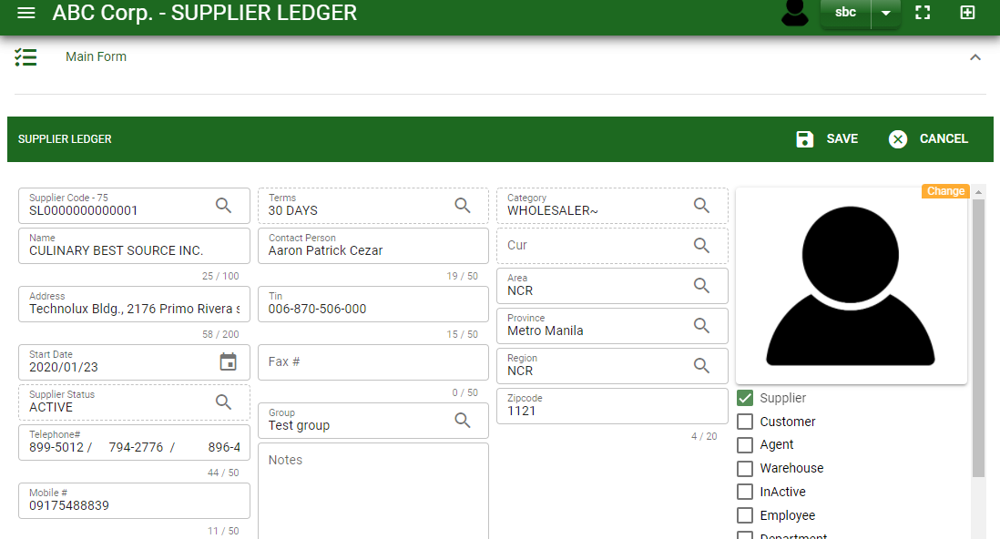 ABC Corp. - SUPPLIER LEDGER
sbc
Main Form
SUPPLIER LEDGER
SAVE
CANCEL
Supplier Code - 75
SL0000000000001
Name
CULINARY BEST SOURCE INC.
25 / 100
Address
Technolux Bldg., 2176 Primo Rivera
58 / 200
Start Date
2020/01/23
Supplier Status
ACTIVE
Telephone#
899-5012 / 794-2776 / 896-4
44 / 50
Mobile #
09175488839
11 / 50
Terms
30 DAYS
Contact Person
Aaron Patrick Cezar
19 / 50
Tin
006-870-506-000
15 / 50
Fax #
0 / 50
Group
Test group
Notes
Category
WHOLESALER~
Cur
Area
NCR
Province
Metro Manila
Region
NCR
Zipcode
1121
4 / 20
Change
Supplier
Customer
Agent
Warehouse
InActive
Employee
Department